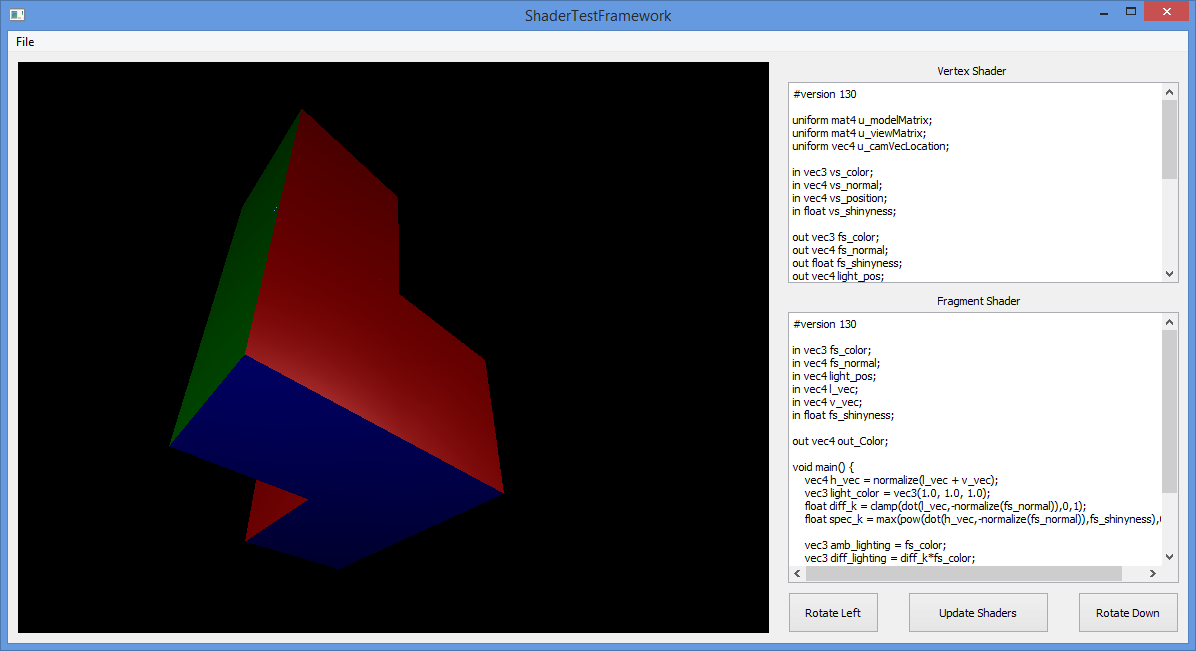 ShaderTestFramework
File
Vertex Shader
#version 130
uniform mat4 u_modelMatrix;
uniform mat4 u_viewMatrix;
uniform vec4 u_camVecLocation;
in vec3 vs_color;
in vec4 vs_normal;
in vec4 vs_position;
in float vs_shinyness;
out vec3 fs_color;
out vec4 fs_normal;
out float fs_shinyness;
out vec4 light_pos;
Fragment Shader
#version 130
in vec3 fs_color;
in vec4 fs_normal;
in vec4 light_pos;
in vec4 l_vec;
in vec4 v_vec;
in float fs_shinyness;
out vec4 out_Color;
void main() {
vec4 h_vec = normalize(l_vec + v_vec);
vec3 light_color = vec3(1.0, 1.0, 1.0);
float diff_k = clamp(dot(l_vec,-normalize(fs_normal)),0,1);
float spec_k = max(pow(dot(h_vec,-normalize(fs_normal)),fs_shinyness),
vec3 amb_lighting = fs_color;
vec3 diff_lighting = diff_k*fs_color;
Rotate Left
Update Shaders
Rotate Down